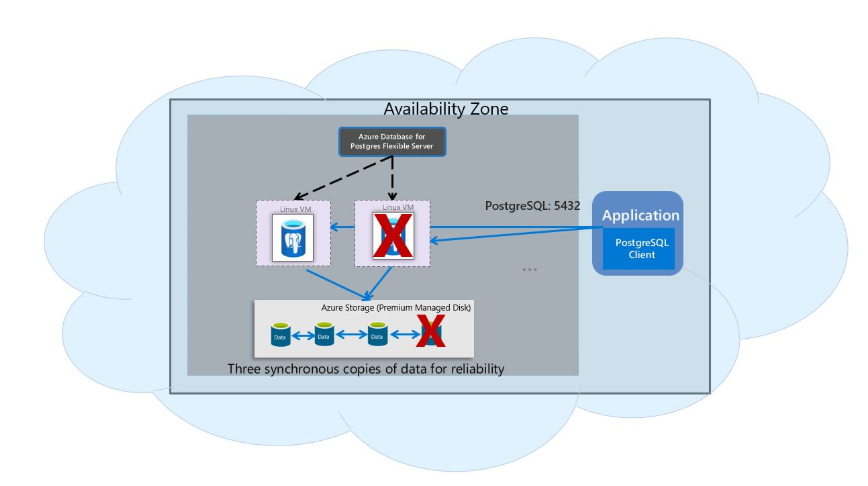 Availability Zone
Azure Database for
Postgres Flexible Server
Linux VM
Linux VM
PostgreSQL: 5432
Application
PostgreSQL
Client
...
Azure Storage (Premium Managed Disk)
Data
Data
Data
Three synchronous copies of data for reliability